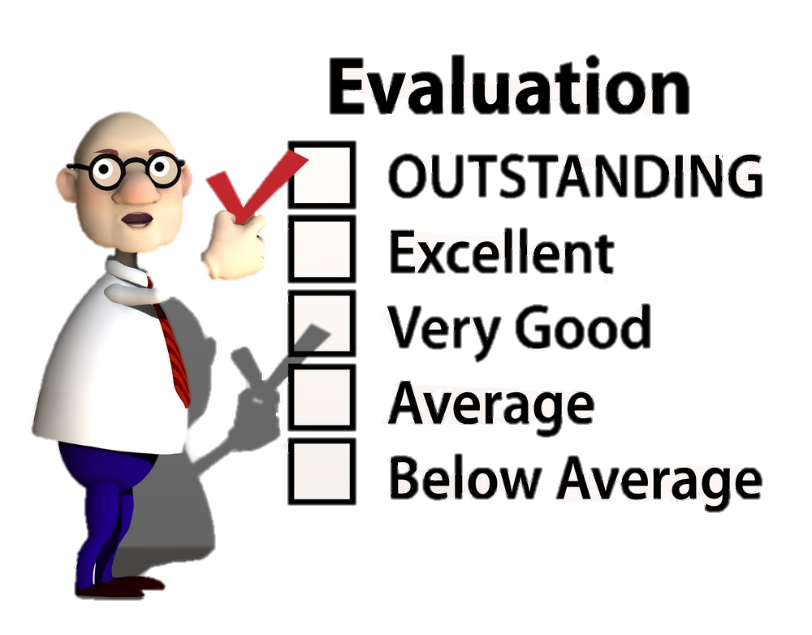 Evaluation
OUTSTANDING
Excellent
Very Good
Average
Below Average